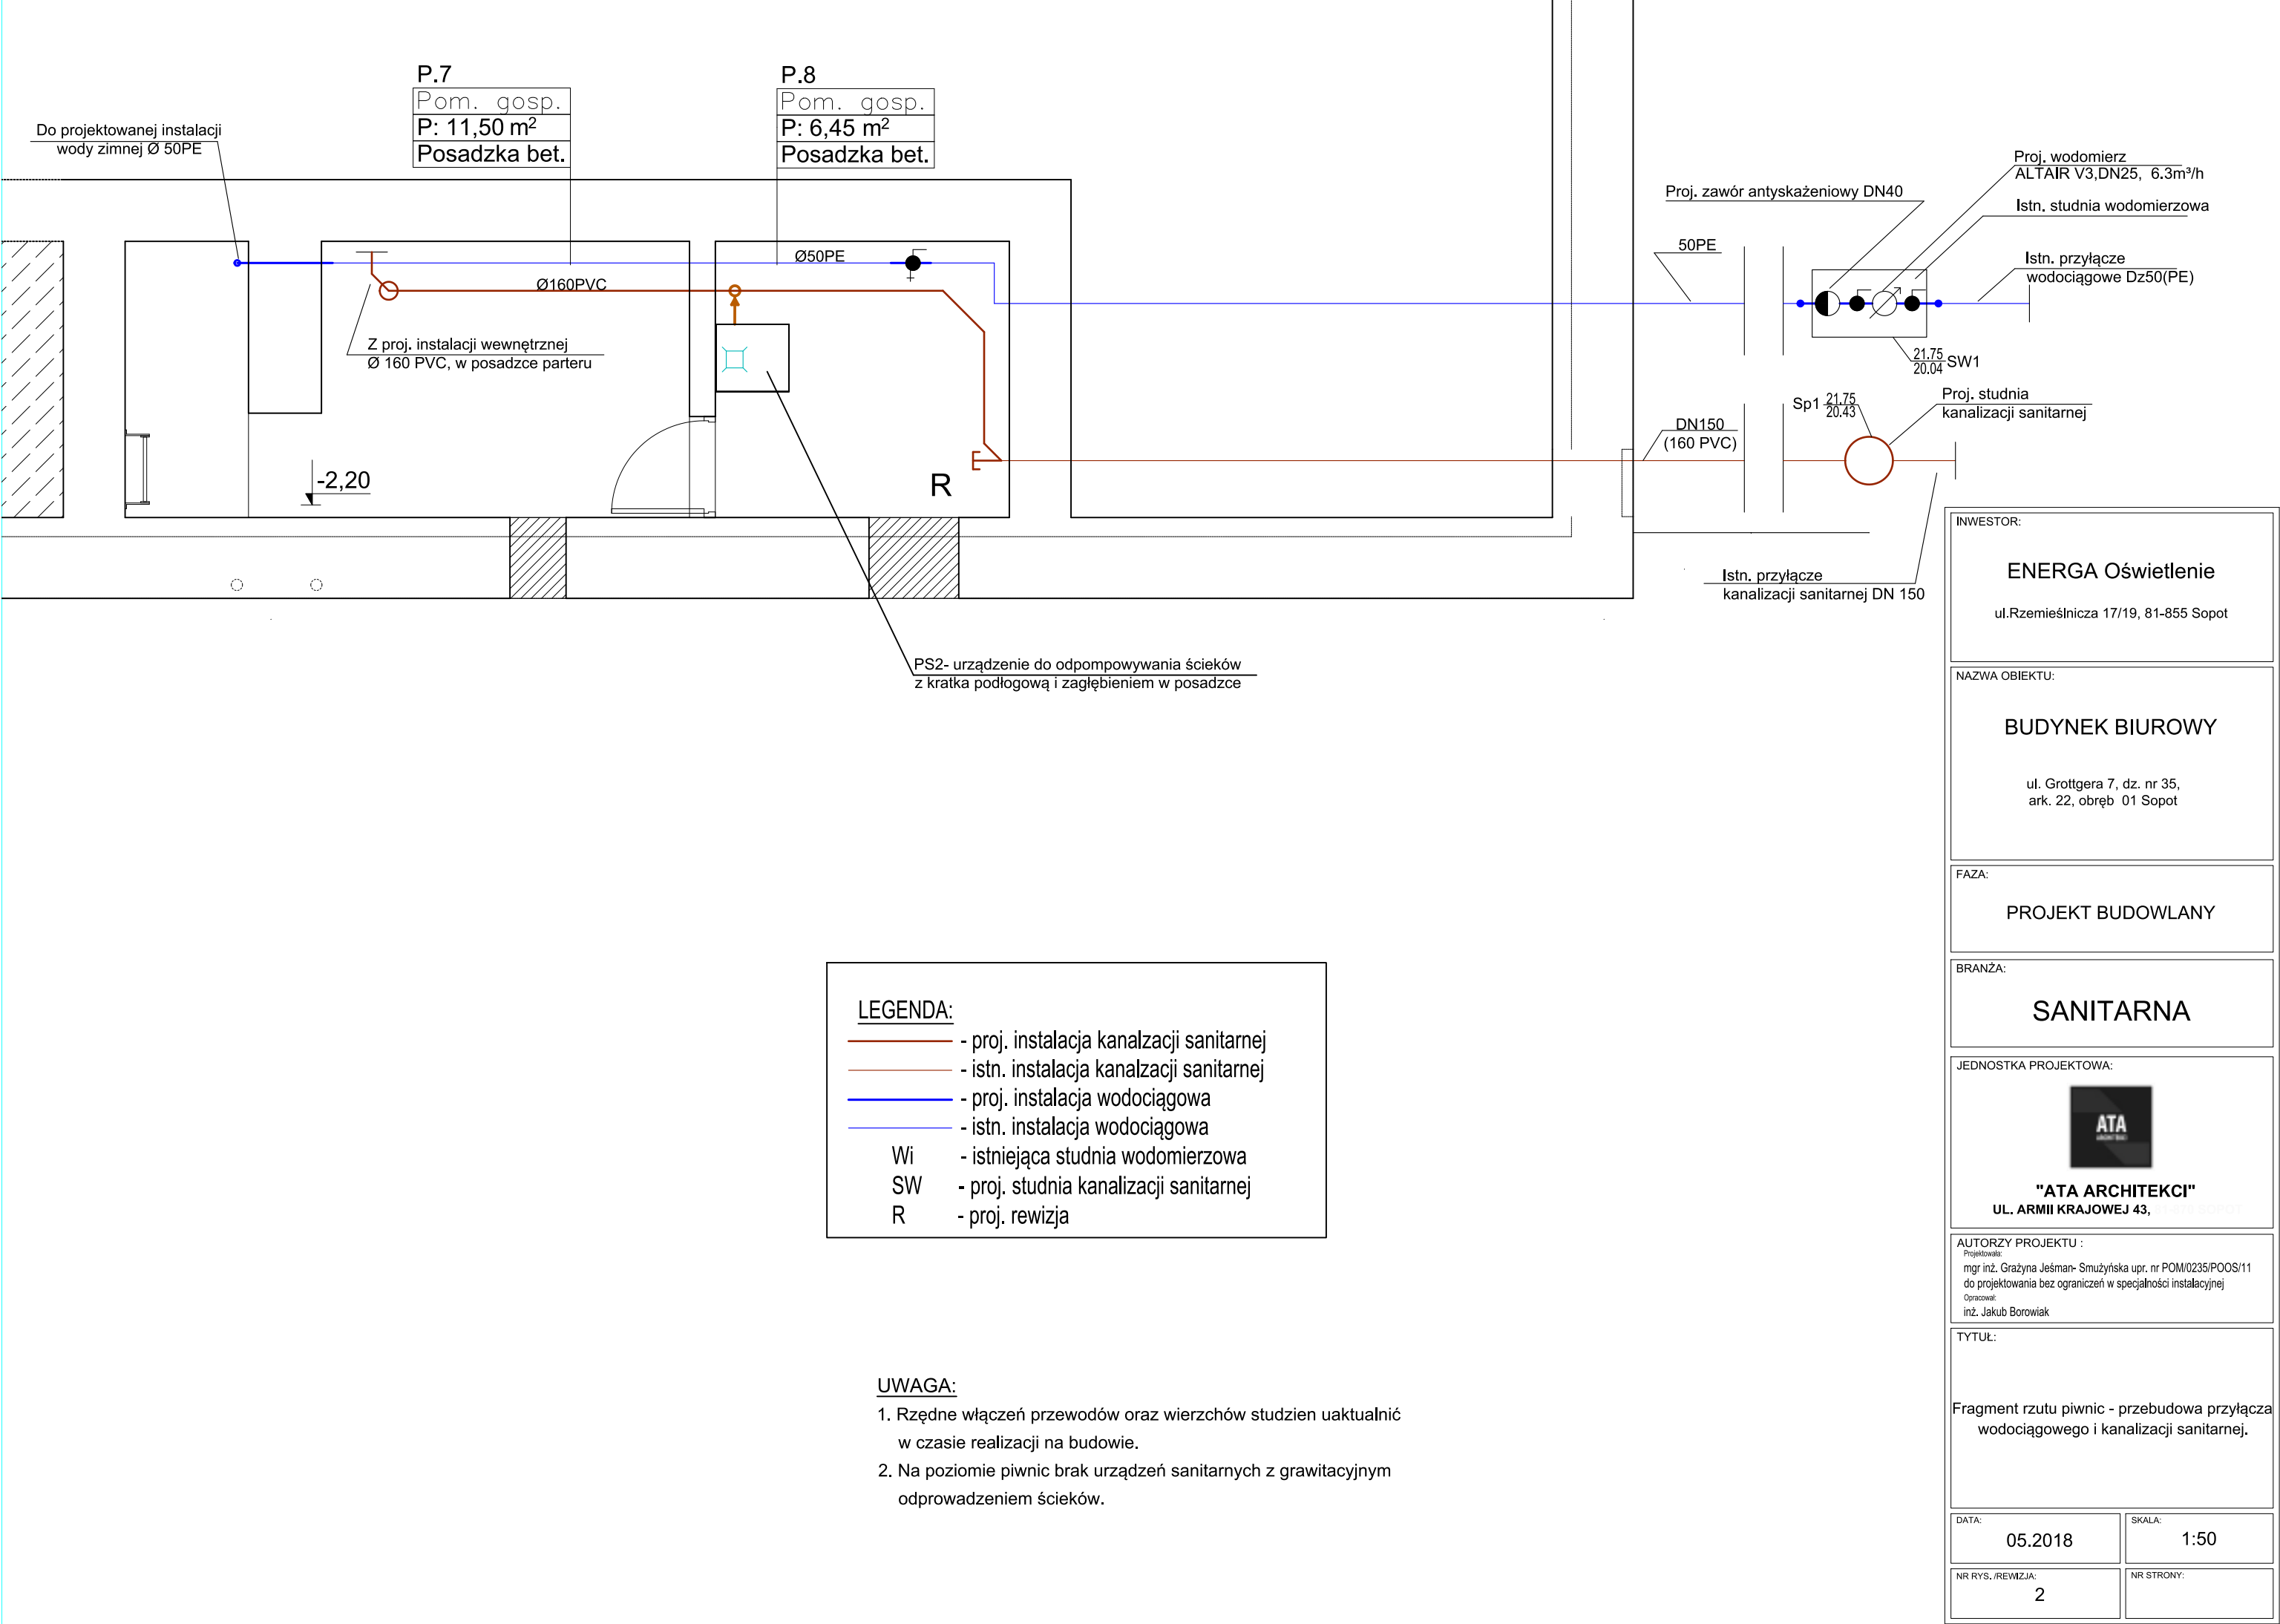 P.7
Pom. gosp.
P: 11,50 m²
Posadzka bet.
P.8
Pom. gosp.
P: 6,45 m²
Posadzka bet.
Do projektowanej instalacji
wody zimnej Ø 50PE
Ø50PE
Ø160PVC
Z proj. instalacji wewnętrznej
Ø 160 PVC, w posadzce parteru
-2,20
R
PS2- urządzenie do odpompowywania ścieków
z kratka podłogową i zagłębieniem w posadzce
Proj. zawór antyskażeniowy DN40
Proj. wodomierz
ALTAIR V3,DN25, 6.3m³/h
Istn. studnia wodomierzowa
50PE
Istn. przyłącze
wodociągowe Dz50(PE)
21.75
20.04
SW1
Sp1
21.75
20.43
Proj. studnia
kanalizacji sanitarnej
DN150
(160 PVC)
Istn. przyłącze
kanalizacji sanitarnej DN 150
LEGENDA:
- proj. instalacja kanalzacji sanitarnej
- istn. instalacja kanalzacji sanitarnej
- proj. instalacja wodociągowa
- istn. instalacja wodociągowa
Wi - istniejąca studnia wodomierzowa
SW - proj. studnia kanalizacji sanitarnej
R - proj. rewizja
UWAGA:
1. Rzędne włączeń przewodów oraz wierzchów studzien uaktualnić
w czasie realizacji na budowie.
2. Na poziomie piwnic brak urządzeń sanitarnych z grawitacyjnym
odprowadzeniem ścieków.
INWESTOR:
ENERGA Oświetlenie
ul.Rzemieślnicza 17/19, 81-855 Sopot
NAZWA OBIEKTU:
BUDYNEK BIUROWY
ul. Grottgera 7, dz. nr 35,
ark. 22, obręb 01 Sopot
FAZA:
PROJEKT BUDOWLANY
BRANŻA:
SANITARNA
JEDNOSTKA PROJEKTOWA:
ATA
"ATA ARCHITEKCI"
UL. ARMII KRAJOWEJ 43,
AUTORZY PROJEKTU :
Projektowała:
mgr inż. Grażyna Jeśman- Smużyńska upr. nr POM/0235/POOS/11
do projektowania bez ograniczeń w specjalności instalacyjnej
Opracował:
inż. Jakub Borowiak
TYTUŁ:
Fragment rzutu piwnic - przebudowa przyłącza
wodociągowego i kanalizacji sanitarnej.
DATA:
05.2018
SKALA:
1:50
NR RYS. /REWIZJA:
2
NR STRONY: